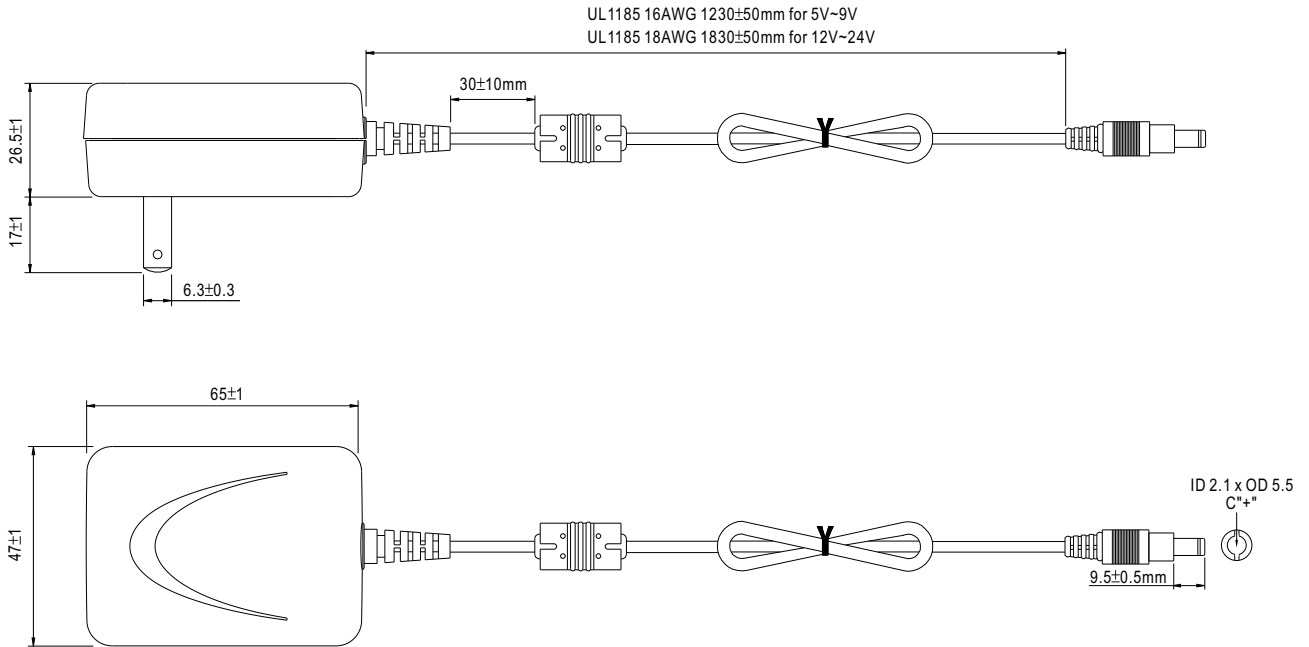 UL1185 16AWG 1230±50mm for 5V~9V
UL1185 18AWG 1830±50mm for 12V~24V
30±10mm
26.5±1
17±1
6.3±0.3
65±1
47±1
ID 2.1 x OD 5.5
C"+"
9.5±0.5mm